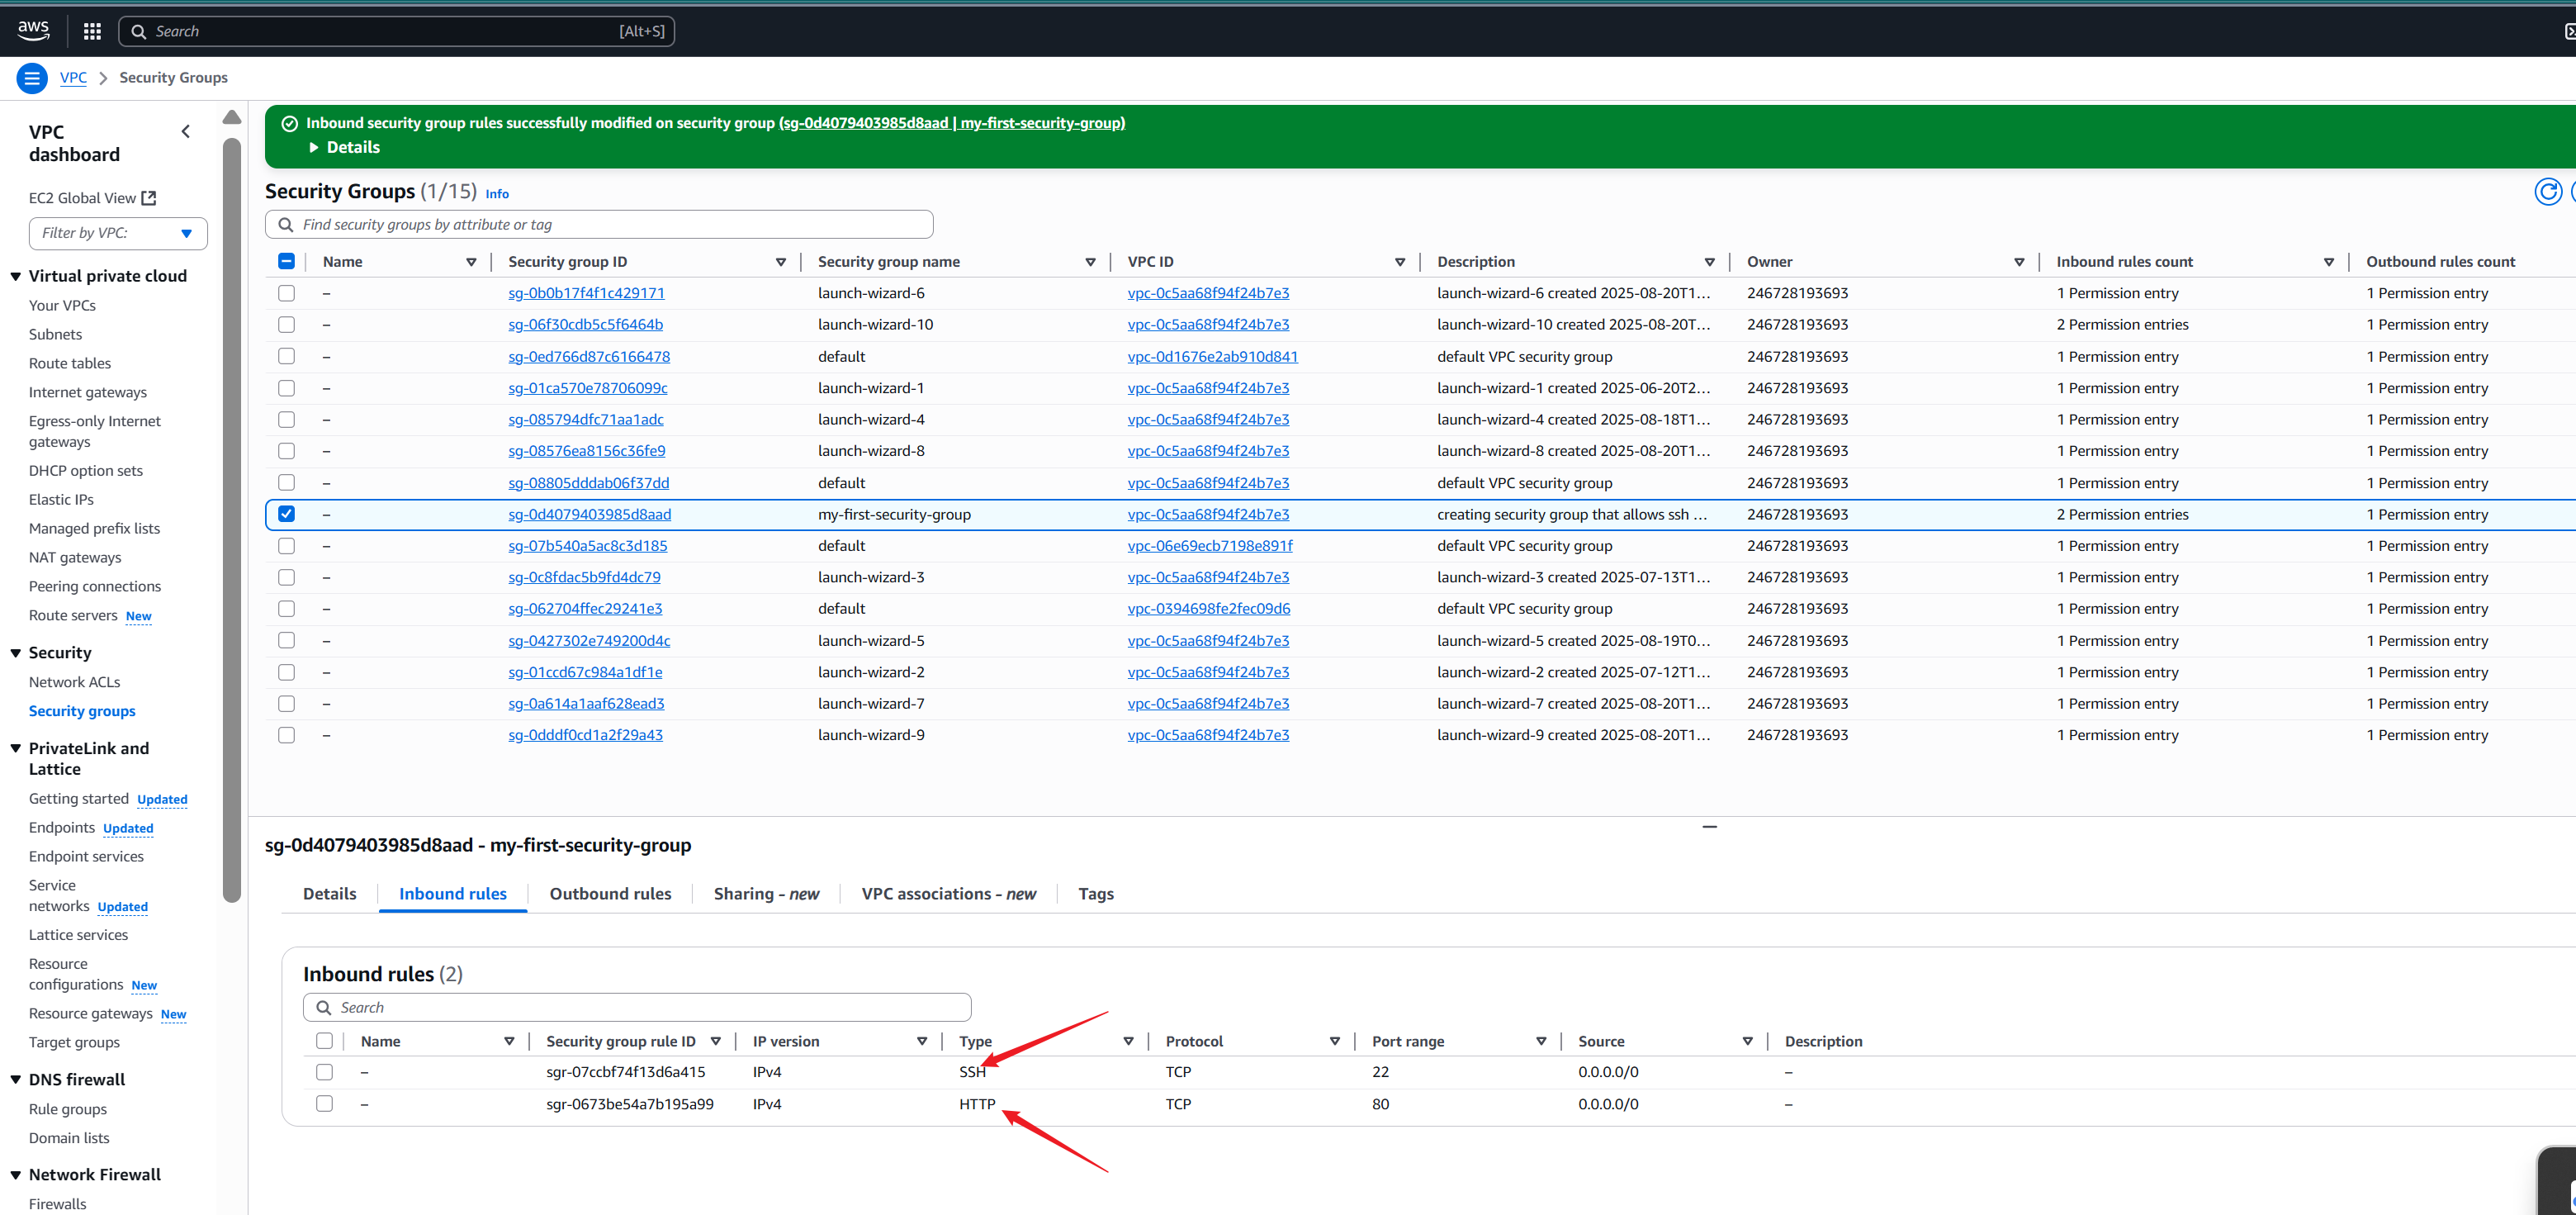 aws
Search
[Alt+S]
VPC
Security Groups
VPC dashboard
EC2 Global View
Filter by VPC:
Virtual private cloud
Your VPCs
Subnets
Route tables
Internet gateways
Egress-only Internet gateways
DHCP option sets
Elastic IPs
Managed prefix lists
NAT gateways
Peering connections
Route servers New
Security
Network ACLs
Security groups
PrivateLink and Lattice
Getting started Updated
Endpoints Updated
Endpoint services
Service networks Updated
Lattice services
Resource configurations New
Resource gateways New
Target groups
DNS firewall
Rule groups
Domain lists
Network Firewall
Firewalls
Inbound security group rules successfully modified on security group (sg-0d4079403985d8aad | my-first-security-group)
Details
Security Groups (1/15) Info
Find security groups by attribute or tag
Name Security group ID Security group name VPC ID Description Owner Inbound rules count Outbound rules count
– sg-0b0b17f4f1c429171 launch-wizard-6 vpc-0c5aa68f94f24b7e3 launch-wizard-6 created 2025-08-20T1... 246728193693 1 Permission entry 1 Permission entry
– sg-06f30cdb5c5f6464b launch-wizard-10 vpc-0c5aa68f94f24b7e3 launch-wizard-10 created 2025-08-20T... 246728193693 2 Permission entries 1 Permission entry
– sg-0ed766d87c6166478 default vpc-0d1676e2ab910d841 default VPC security group 246728193693 1 Permission entry 1 Permission entry
– sg-01ca570e78706099c launch-wizard-1 vpc-0c5aa68f94f24b7e3 launch-wizard-1 created 2025-06-20T2... 246728193693 1 Permission entry 1 Permission entry
– sg-085794dfc71aa1adc launch-wizard-4 vpc-0c5aa68f94f24b7e3 launch-wizard-4 created 2025-08-18T1... 246728193693 1 Permission entry 1 Permission entry
– sg-08576ea8156c36fe9 launch-wizard-8 vpc-0c5aa68f94f24b7e3 launch-wizard-8 created 2025-08-20T1... 246728193693 1 Permission entry 1 Permission entry
– sg-08805dddab06f37dd default vpc-0c5aa68f94f24b7e3 default VPC security group 246728193693 1 Permission entry 1 Permission entry
– sg-0d4079403985d8aad my-first-security-group vpc-0c5aa68f94f24b7e3 creating security group that allows ssh ... 246728193693 2 Permission entries 1 Permission entry
– sg-07b540a5ac8c3d185 default vpc-06e69ecb7198e891f default VPC security group 246728193693 1 Permission entry 1 Permission entry
– sg-0c8fdac5b9fd4dc79 launch-wizard-3 vpc-0c5aa68f94f24b7e3 launch-wizard-3 created 2025-07-13T1... 246728193693 1 Permission entry 1 Permission entry
– sg-062704ffec29241e3 default vpc-0394698fe2fec09d6 default VPC security group 246728193693 1 Permission entry 1 Permission entry
– sg-0427302e749200d4c launch-wizard-5 vpc-0c5aa68f94f24b7e3 launch-wizard-5 created 2025-08-19T0... 246728193693 1 Permission entry 1 Permission entry
– sg-01ccd67c984a1df1e launch-wizard-2 vpc-0c5aa68f94f24b7e3 launch-wizard-2 created 2025-07-12T1... 246728193693 1 Permission entry 1 Permission entry
– sg-0a614a1aaf628ead3 launch-wizard-7 vpc-0c5aa68f94f24b7e3 launch-wizard-7 created 2025-08-20T1... 246728193693 1 Permission entry 1 Permission entry
– sg-0dddf0cd1a2f29a43 launch-wizard-9 vpc-0c5aa68f94f24b7e3 launch-wizard-9 created 2025-08-20T1... 246728193693 1 Permission entry 1 Permission entry
sg-0d4079403985d8aad - my-first-security-group
Details Inbound rules Outbound rules Sharing - new VPC associations - new Tags
Inbound rules (2)
Search
Name Security group rule ID IP version Type Protocol Port range Source Description
– sgr-07ccbf74f13d6a415 IPv4 SSH TCP 22 0.0.0.0/0 –
– sgr-0673be54a7b195a99 IPv4 HTTP TCP 80 0.0.0.0/0 –